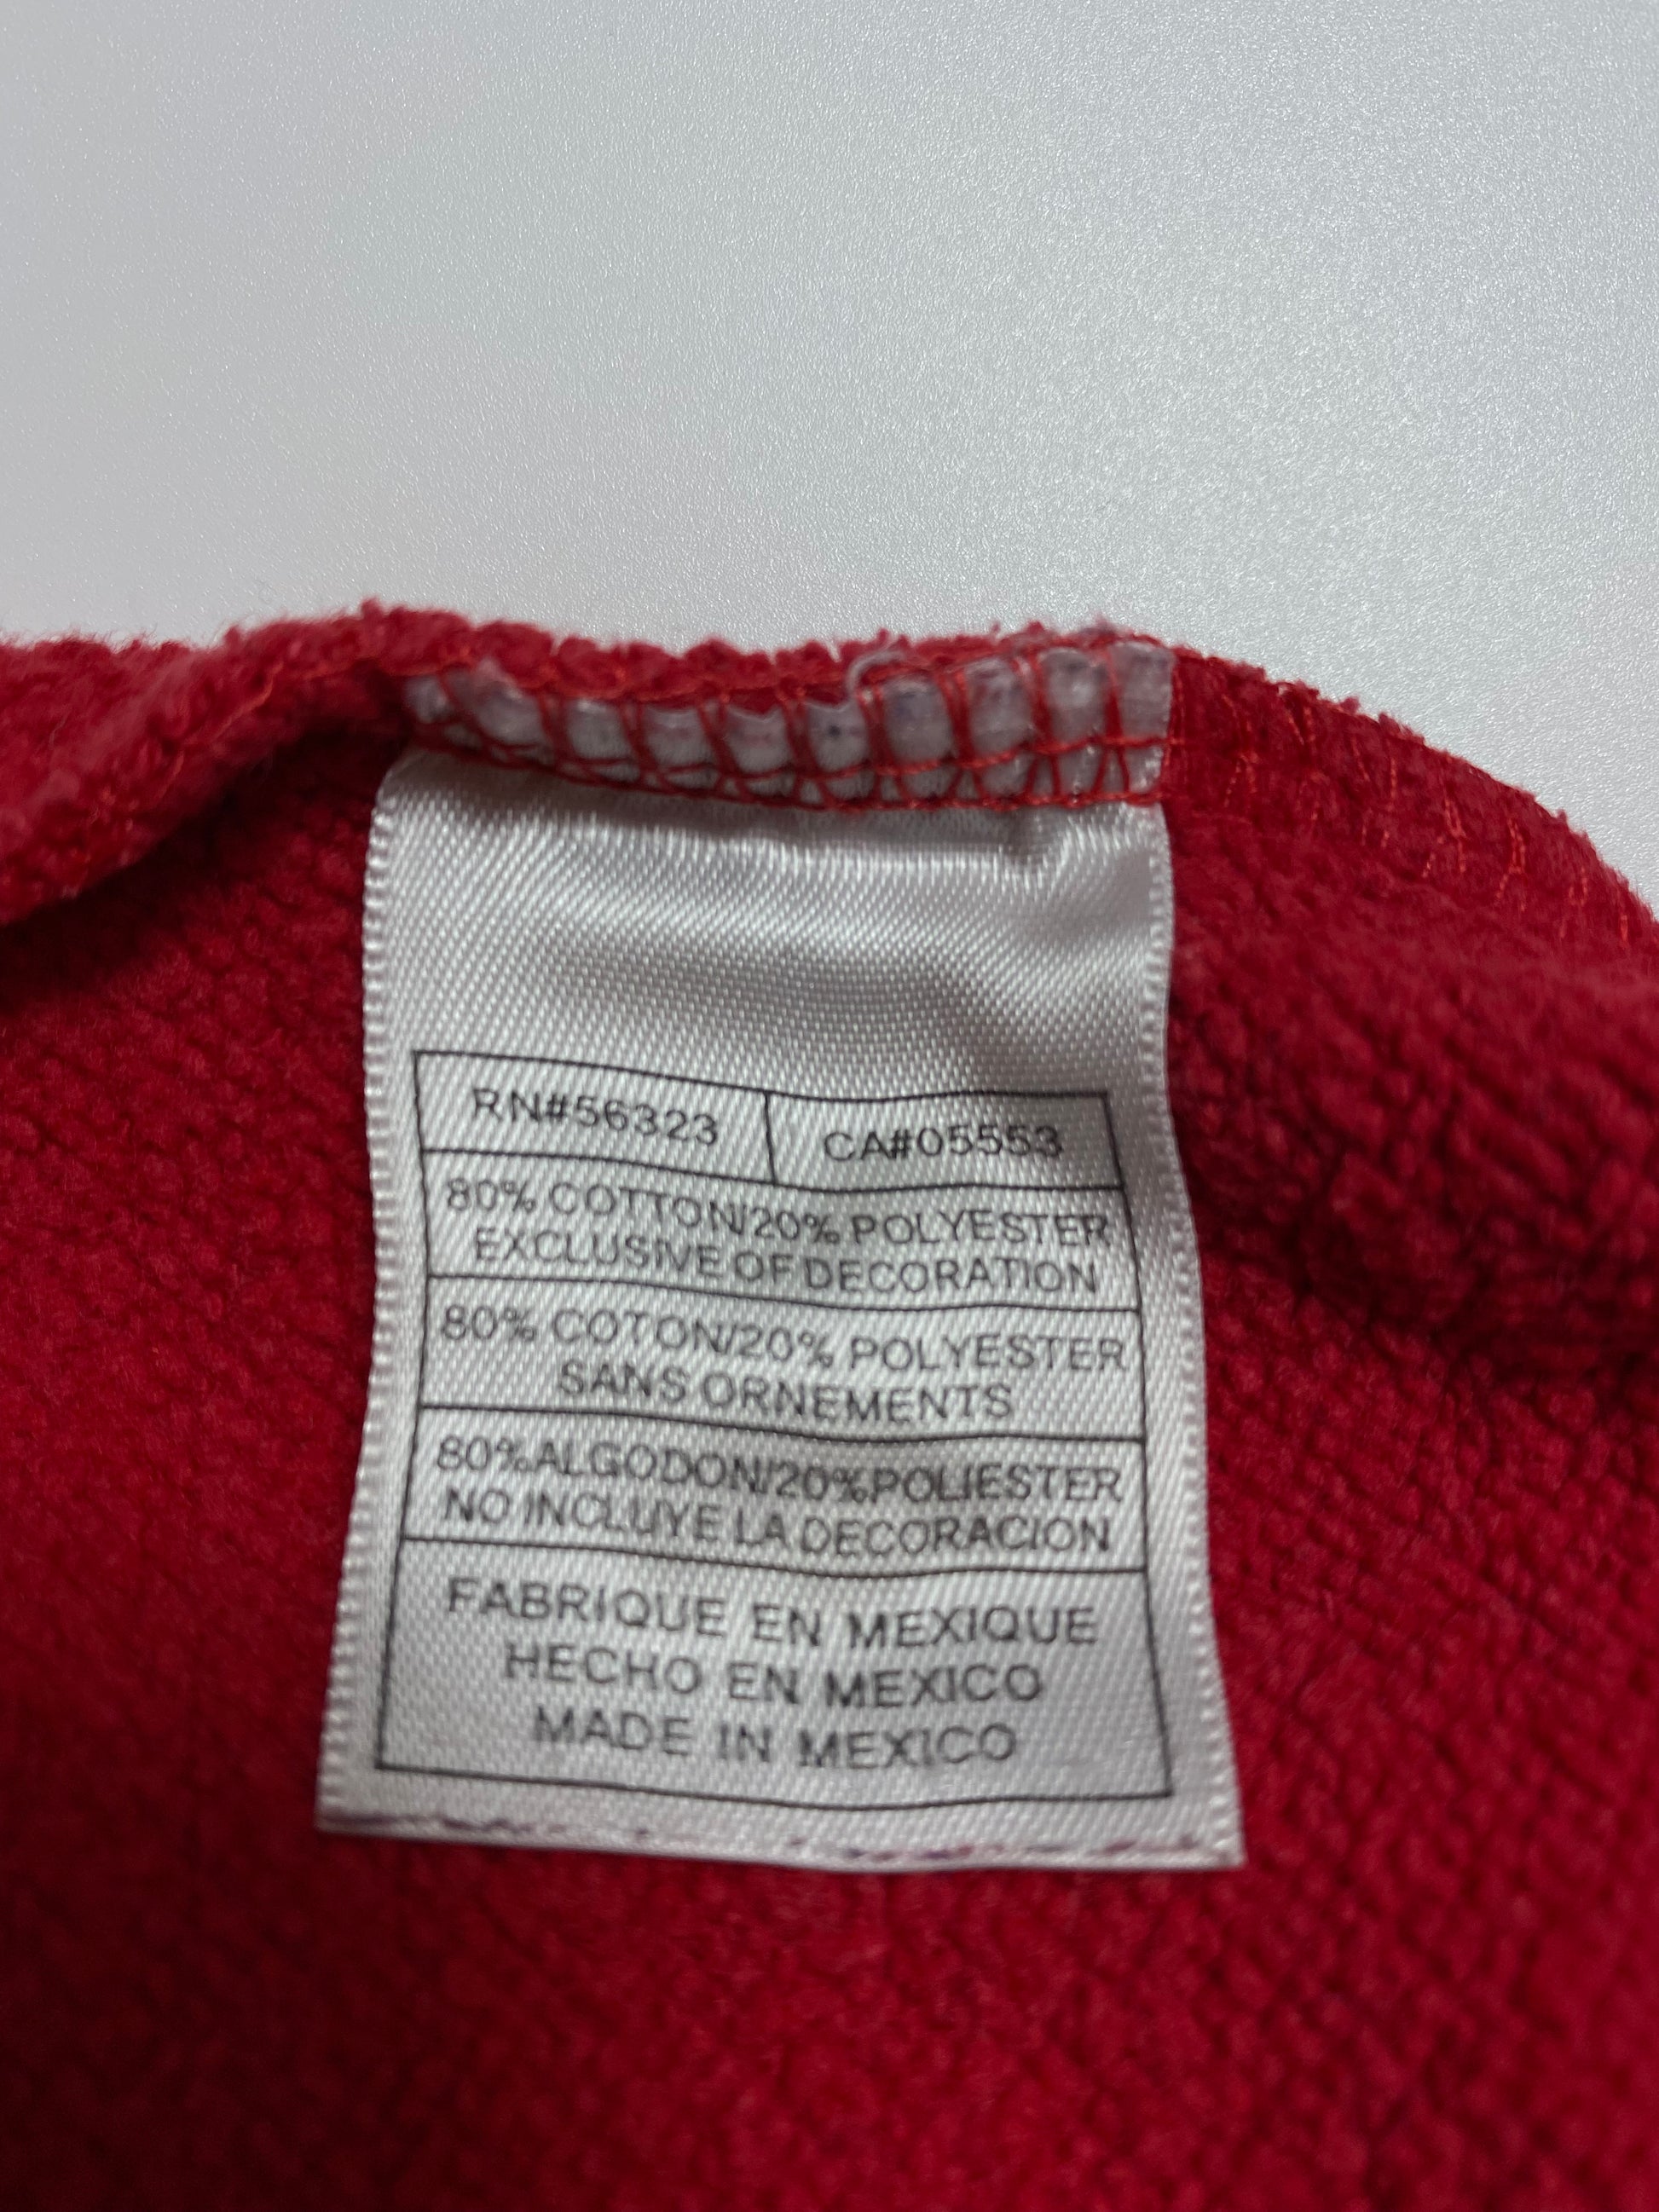 RN#56323 CA#05553
80% COTTON/20% POLYESTER
EXCLUSIVE OF DECORATION
80% COTON/20% POLYESTER
SANS ORNEMENTS
80%ALGODON/20%POLIESTER
NO INCLUYE LA DECORACION
FABRIQUE EN MEXIQUE
HECHO EN MEXICO
MADE IN MEXICO